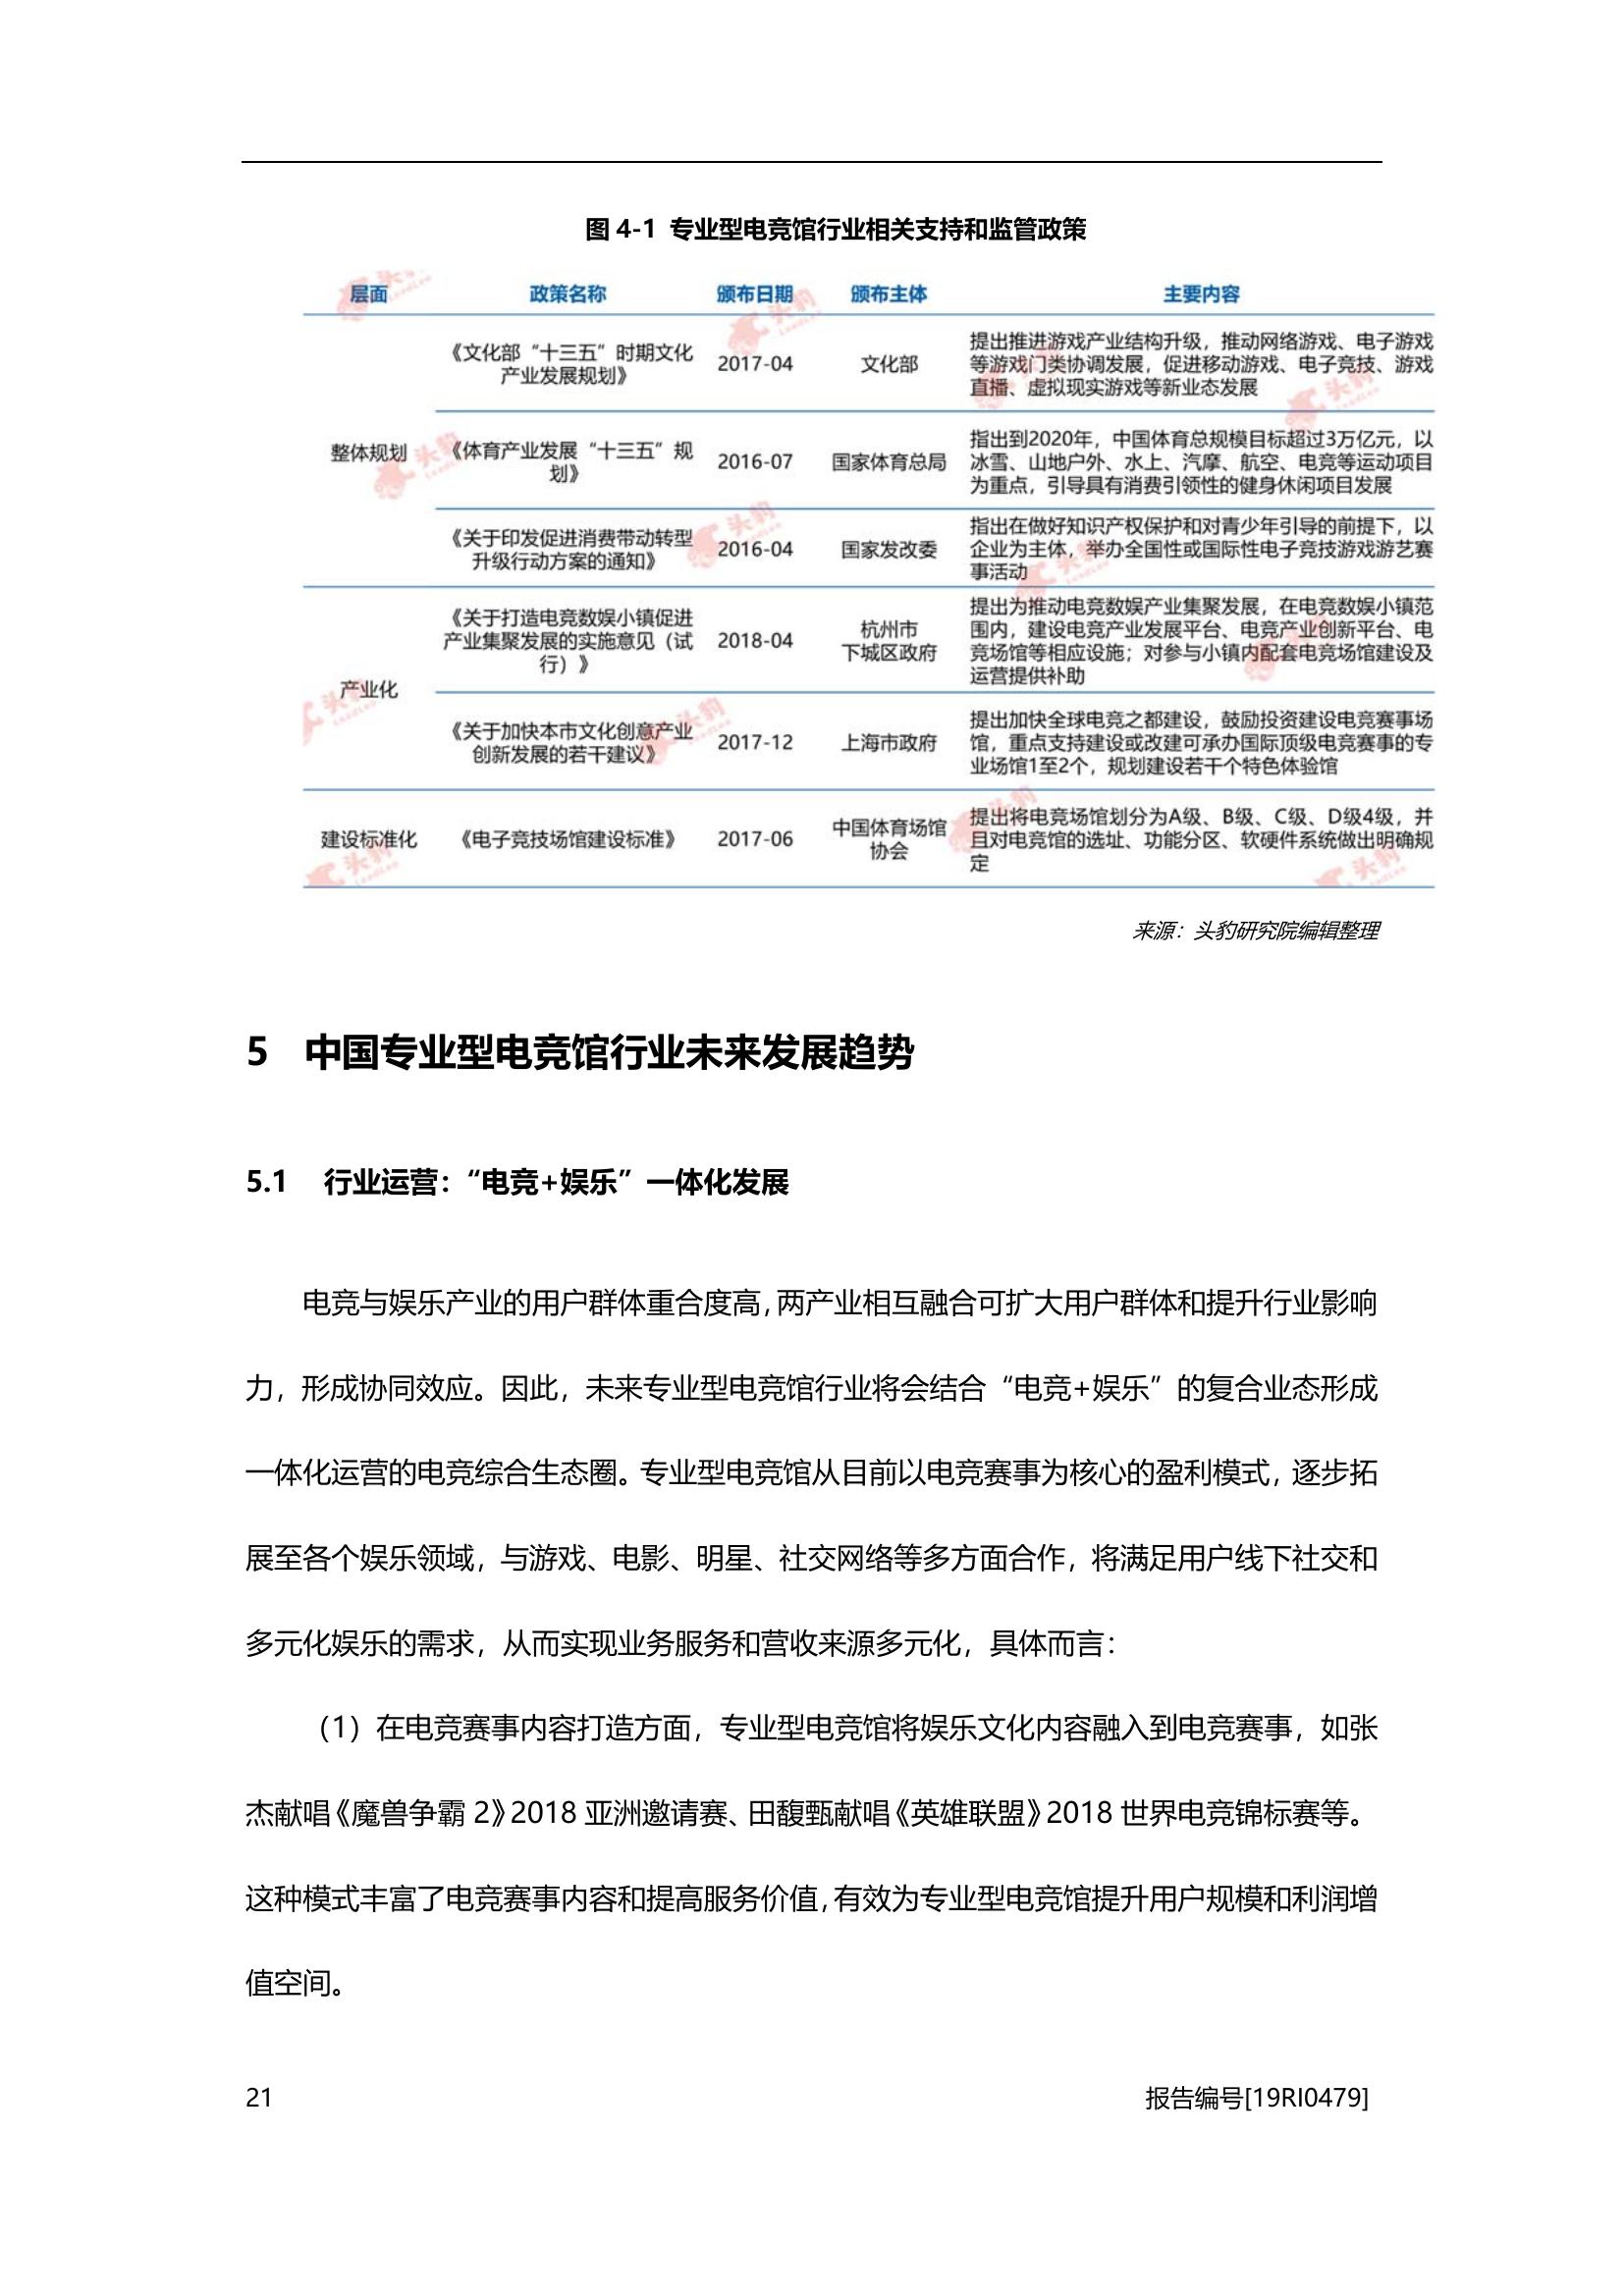 图 4-1 专业型电竞馆行业相关支持和监管政策
层面 政策名称 颁布日期 颁布主体 主要内容
整体规划
《文化部“十三五”时期文化
产业发展规划》
2017-04
文化部
提出推进游戏产业结构升级，推动网络游戏、电子游戏
等游戏门类协调发展，促进移动游戏、电子竞技、游戏
直播、虚拟现实游戏等新业态发展
《体育产业发展“十三五”规
划》
2016-07
国家体育总局
指出到2020年，中国体育总规模目标超过3万亿元，以
冰雪、山地户外、水上、汽摩、航空、电竞等运动项目
为重点，引导具有消费引领性的健身休闲项目发展
《关于印发促进消费带动转型
升级行动方案的通知》
2016-04
国家发改委
指出在做好知识产权保护和对青少年引导的前提下，以
企业为主体，举办全国性或国际性电子竞技游戏游艺赛
事活动
产业化
《关于打造电竞数娱小镇促进
产业集聚发展的实施意见（试
行）》
2018-04
杭州市
下城区政府
提出为推动电竞数娱产业集聚发展，在电竞数娱小镇范
围内，建设电竞产业发展平台、电竞产业创新平台、电
竞场馆等相应设施；对参与小镇内配套电竞场馆建设及
运营提供补助
《关于加快本市文化创意产业
创新发展的若干建议》
2017-12
上海市政府
提出加快全球电竞之都建设，鼓励投资建设电竞赛事场
馆，重点支持建设或改建可承办国际顶级电竞赛事的专
业场馆1至2个，规划建设若干个特色体验馆
建设标准化
《电子竞技场馆建设标准》
2017-06
中国体育场馆
协会
提出将电竞场馆划分为A级、B级、C级、D级4级，并
且对电竞馆的选址、功能分区、软硬件系统做出明确规
定
来源：头豹研究院编辑整理
5 中国专业型电竞馆行业未来发展趋势
5.1 行业运营：“电竞+娱乐”一体化发展
电竞与娱乐产业的用户群体重合度高，两产业相互融合可扩大用户群体和提升行业影响
力，形成协同效应。因此，未来专业型电竞馆行业将会结合“电竞+娱乐”的复合业态形成
一体化运营的电竞综合生态圈。专业型电竞馆从目前以电竞赛事为核心的盈利模式，逐步拓
展至各个娱乐领域，与游戏、电影、明星、社交网络等多方面合作，将满足用户线下社交和
多元化娱乐的需求，从而实现业务服务和营收来源多元化，具体而言：
（1）在电竞赛事内容打造方面，专业型电竞馆将娱乐文化内容融入到电竞赛事，如张
杰献唱《魔兽争霸 2》2018 亚洲邀请赛、田馥甄献唱《英雄联盟》2018 世界电竞锦标赛等。
这种模式丰富了电竞赛事内容和提高服务价值，有效为专业型电竞馆提升用户规模和利润增
值空间。
21 报告编号[19RI0479]